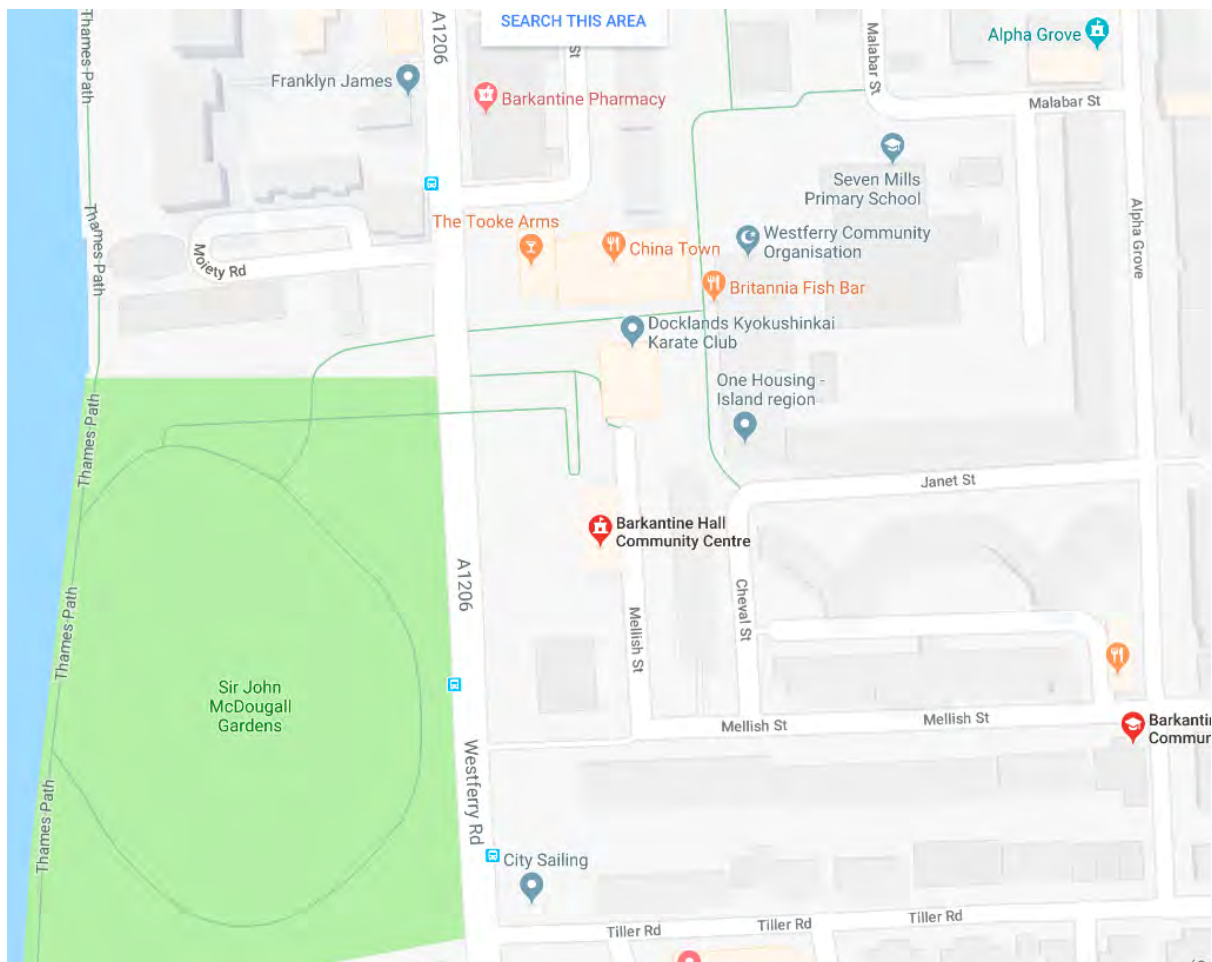 SEARCH THIS AREA
Thames Path
A1206
St
Malabar St
Alpha Grove
Franklyn James
Barkantine Pharmacy
Malabar St
Seven Mills
Primary School
Thames Path
Alpha Grove
The Tooke Arms
China Town
Westferry Community
Organisation
Moiety Rd
Britannia Fish Bar
Docklands Kyokushinkai
Karate Club
One Housing -
Island region
Thames Path
Janet St
Barkantine Hall
Community Centre
A1206
Thames Path
Cheval St
Mellish St
Sir John
McDougall
Gardens
Mellish St
Mellish St
Barkanti
Commun
Westferry Rd
Thames Path
City Sailing
Tiller Rd
Tiller Rd
Tiller Rd